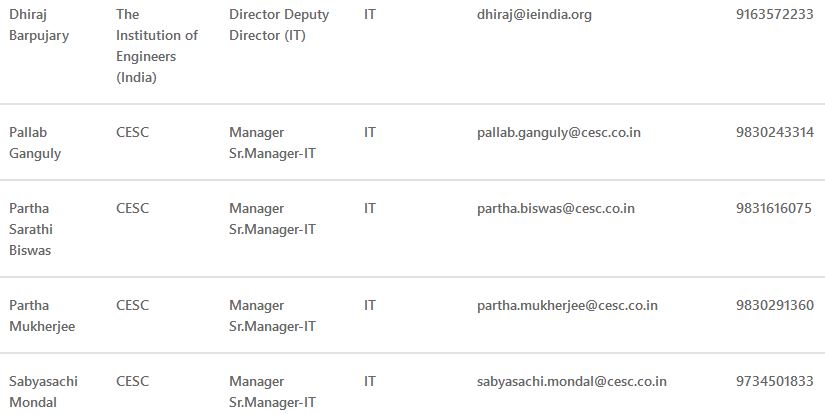 Dhiraj The Director Deputy IT dhiraj@ieindia.org 9163572233
Barpujary Institution of Director (IT)
Engineers
(India)
Pallab CESC Manager IT pallab.ganguly@cesc.co.in 9830243314
Ganguly Sr.Manager-IT
Partha CESC Manager IT partha.biswas@cesc.co.in 9831616075
Sarathi Sr.Manager-IT
Biswas
Partha CESC Manager IT partha.mukherjee@cesc.co.in 9830291360
Mukherjee Sr.Manager-IT
Sabyasachi CESC Manager IT sabyasachi.mondal@cesc.co.in 9734501833
Mondal Sr.Manager-IT